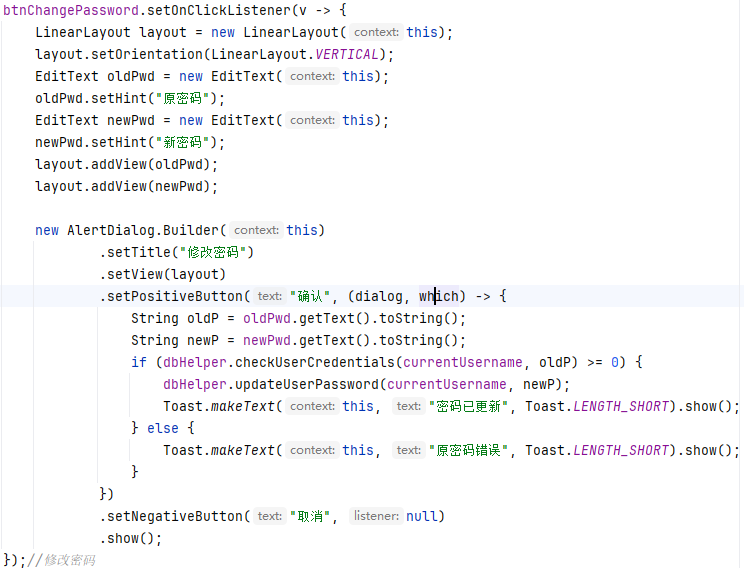 btnChangePassword.setOnClickListener(v -> {
LinearLayout layout = new LinearLayout( context: this);
layout.setOrientation(LinearLayout.VERTICAL);
EditText oldPwd = new EditText( context: this);
oldPwd.setHint("原密码");
EditText newPwd = new EditText( context: this);
newPwd.setHint("新密码");
layout.addView(oldPwd);
layout.addView(newPwd);
new AlertDialog.Builder( context: this)
.setTitle("修改密码")
.setView(layout)
.setPositiveButton( text: "确认", (dialog, which) -> {
String oldP = oldPwd.getText().toString();
String newP = newPwd.getText().toString();
if (dbHelper.checkUserCredentials(currentUsername, oldP) >= 0) {
dbHelper.updateUserPassword(currentUsername, newP);
Toast.makeText( context: this, text: "密码已更新", Toast.LENGTH_SHORT).show();
} else {
Toast.makeText( context: this, text: "原密码错误", Toast.LENGTH_SHORT).show();
}
})
.setNegativeButton( text: "取消", listener: null)
.show();
});//修改密码